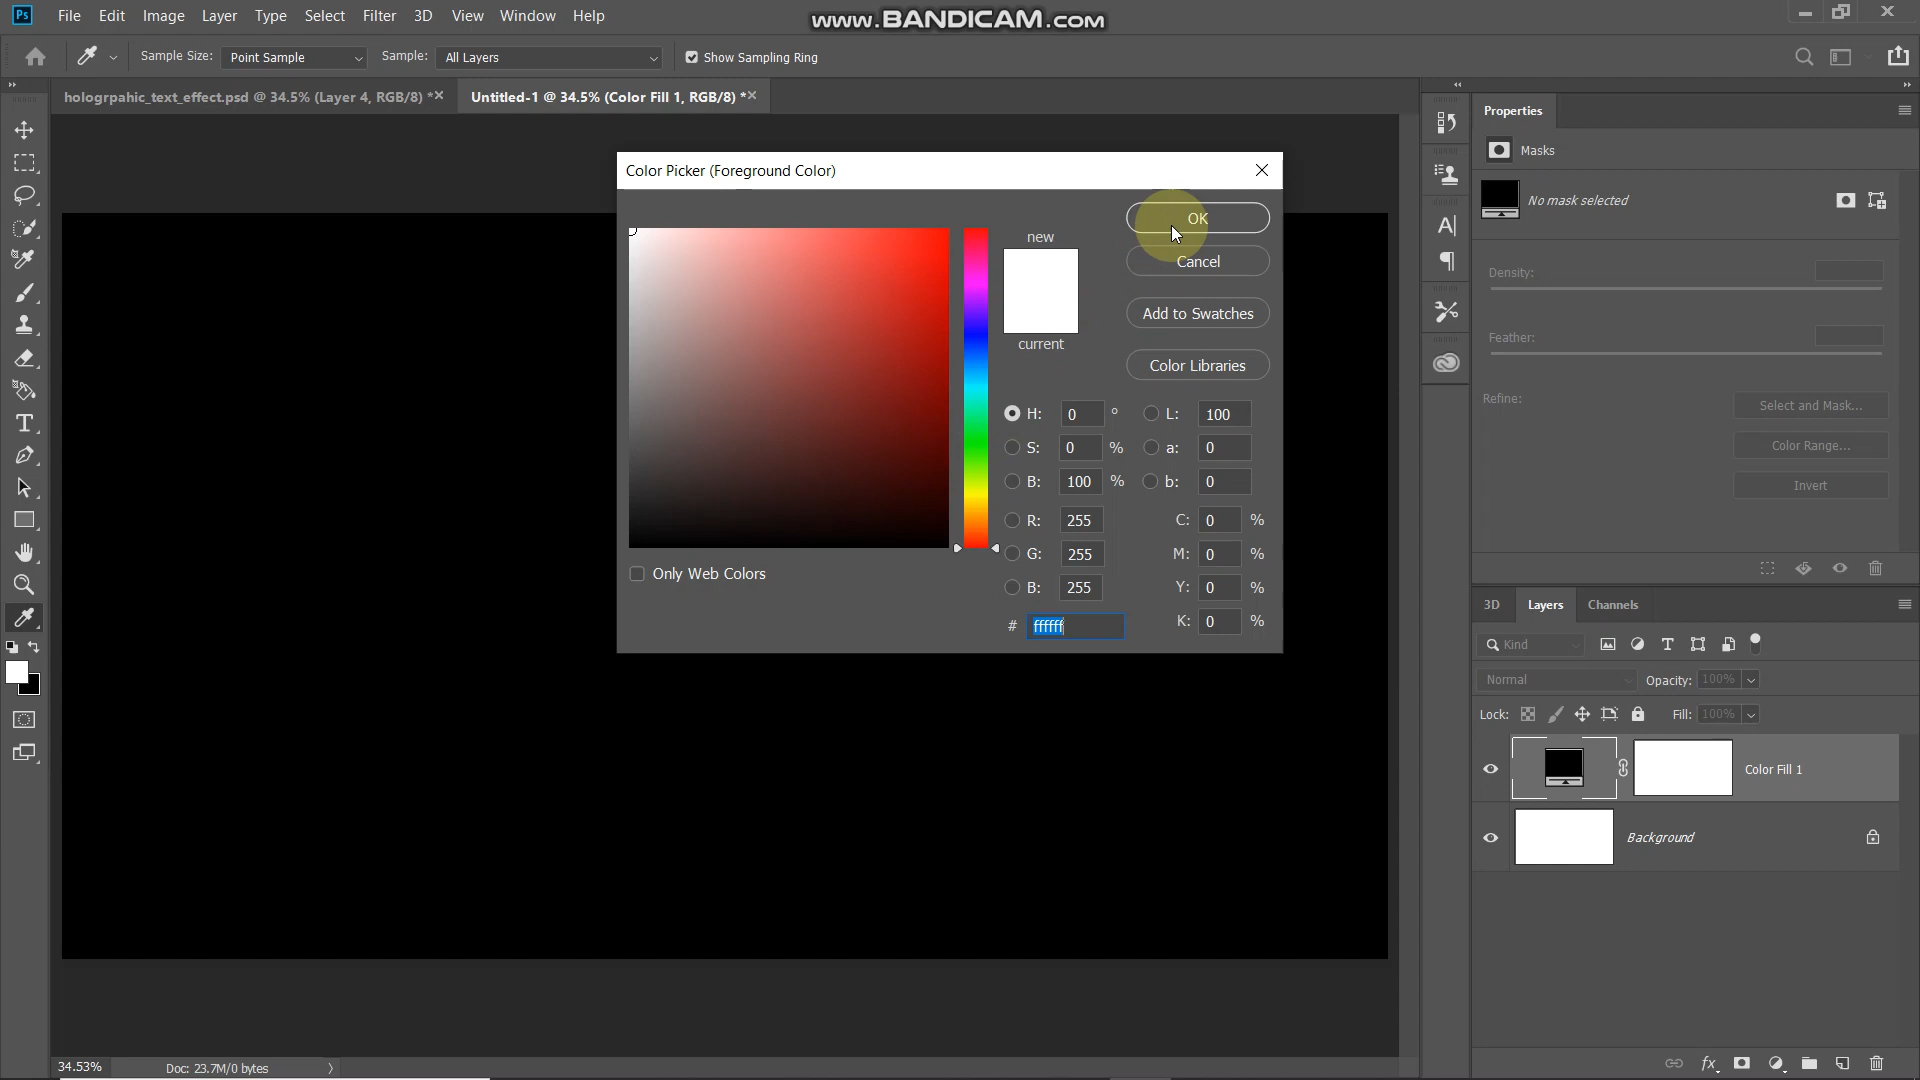 Ps File Edit Image Layer Type Select Filter 3D View Window Help
www.BANDICAM.com
Sample Size: Point Sample Sample: All Layers Show Sampling Ring
hologrpahic_text_effect.psd @ 34.5% (Layer 4, RGB/8) *
Untitled-1 @ 34.5% (Color Fill 1, RGB/8) *
Color Picker (Foreground Color)
new
current
OK
Cancel
Add to Swatches
Color Libraries
H: 0 ° L: 100
S: 0 % a: 0
B: 100 % b: 0
R: 255 C: 0 %
G: 255 M: 0 %
B: 255 Y: 0 %
# ffffff K: 0 %
Only Web Colors
Properties
Masks
No mask selected
Density:
Feather:
Refine: Select and Mask...
Color Range...
Invert
3D Layers Channels
Kind
Normal Opacity: 100%
Lock: Fill: 100%
Color Fill 1
Background
34.53% Doc: 23.7M/0 bytes